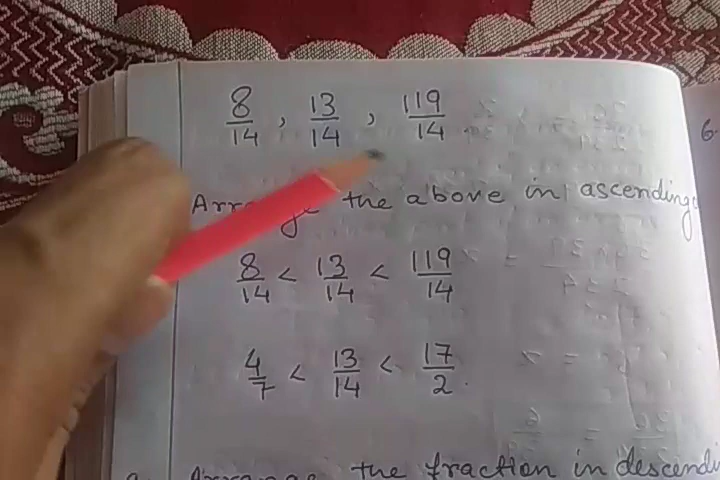 8/14 , 13/14 , 119/14
the above in ascending
8/14 < 13/14 < 119/14
4/7 < 13/14 < 17/2.
the fraction in
6.